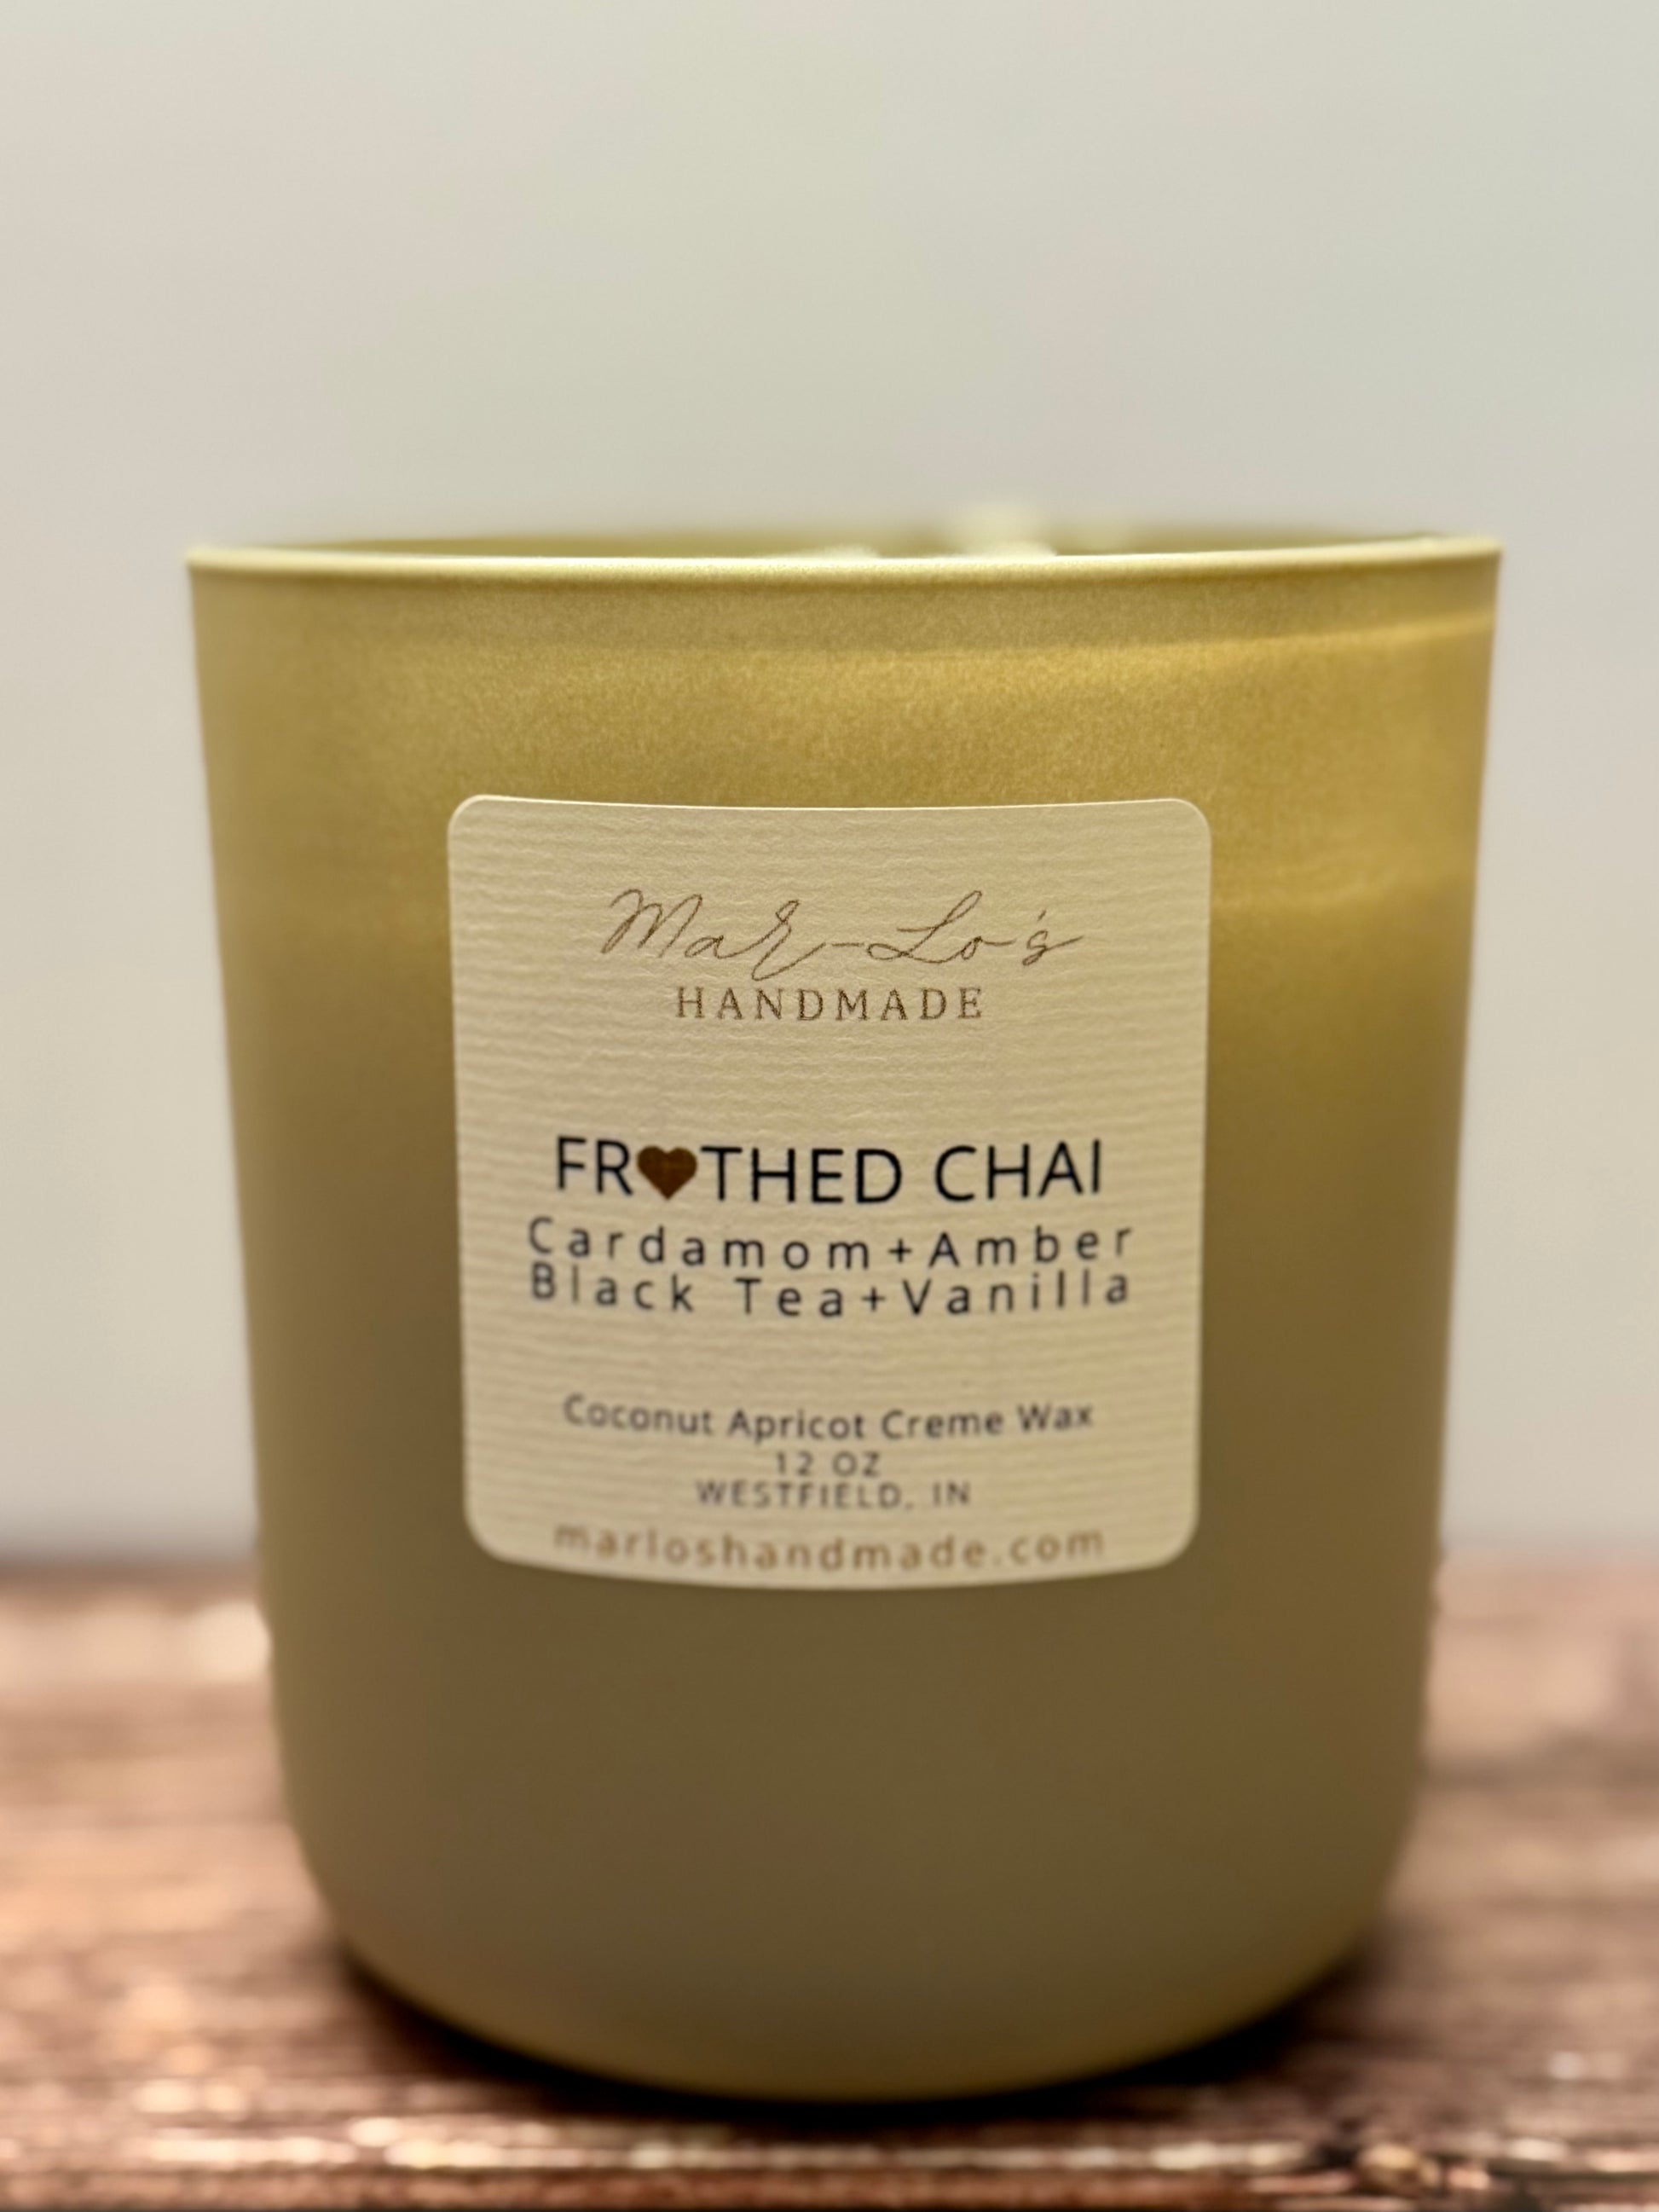 Mar-Lo's
HANDMADE
FR🤎THED CHAI
Cardamom+Amber
Black Tea+Vanilla
Coconut Apricot Creme Wax
12 OZ
WESTFIELD, IN
marloshandmade.com